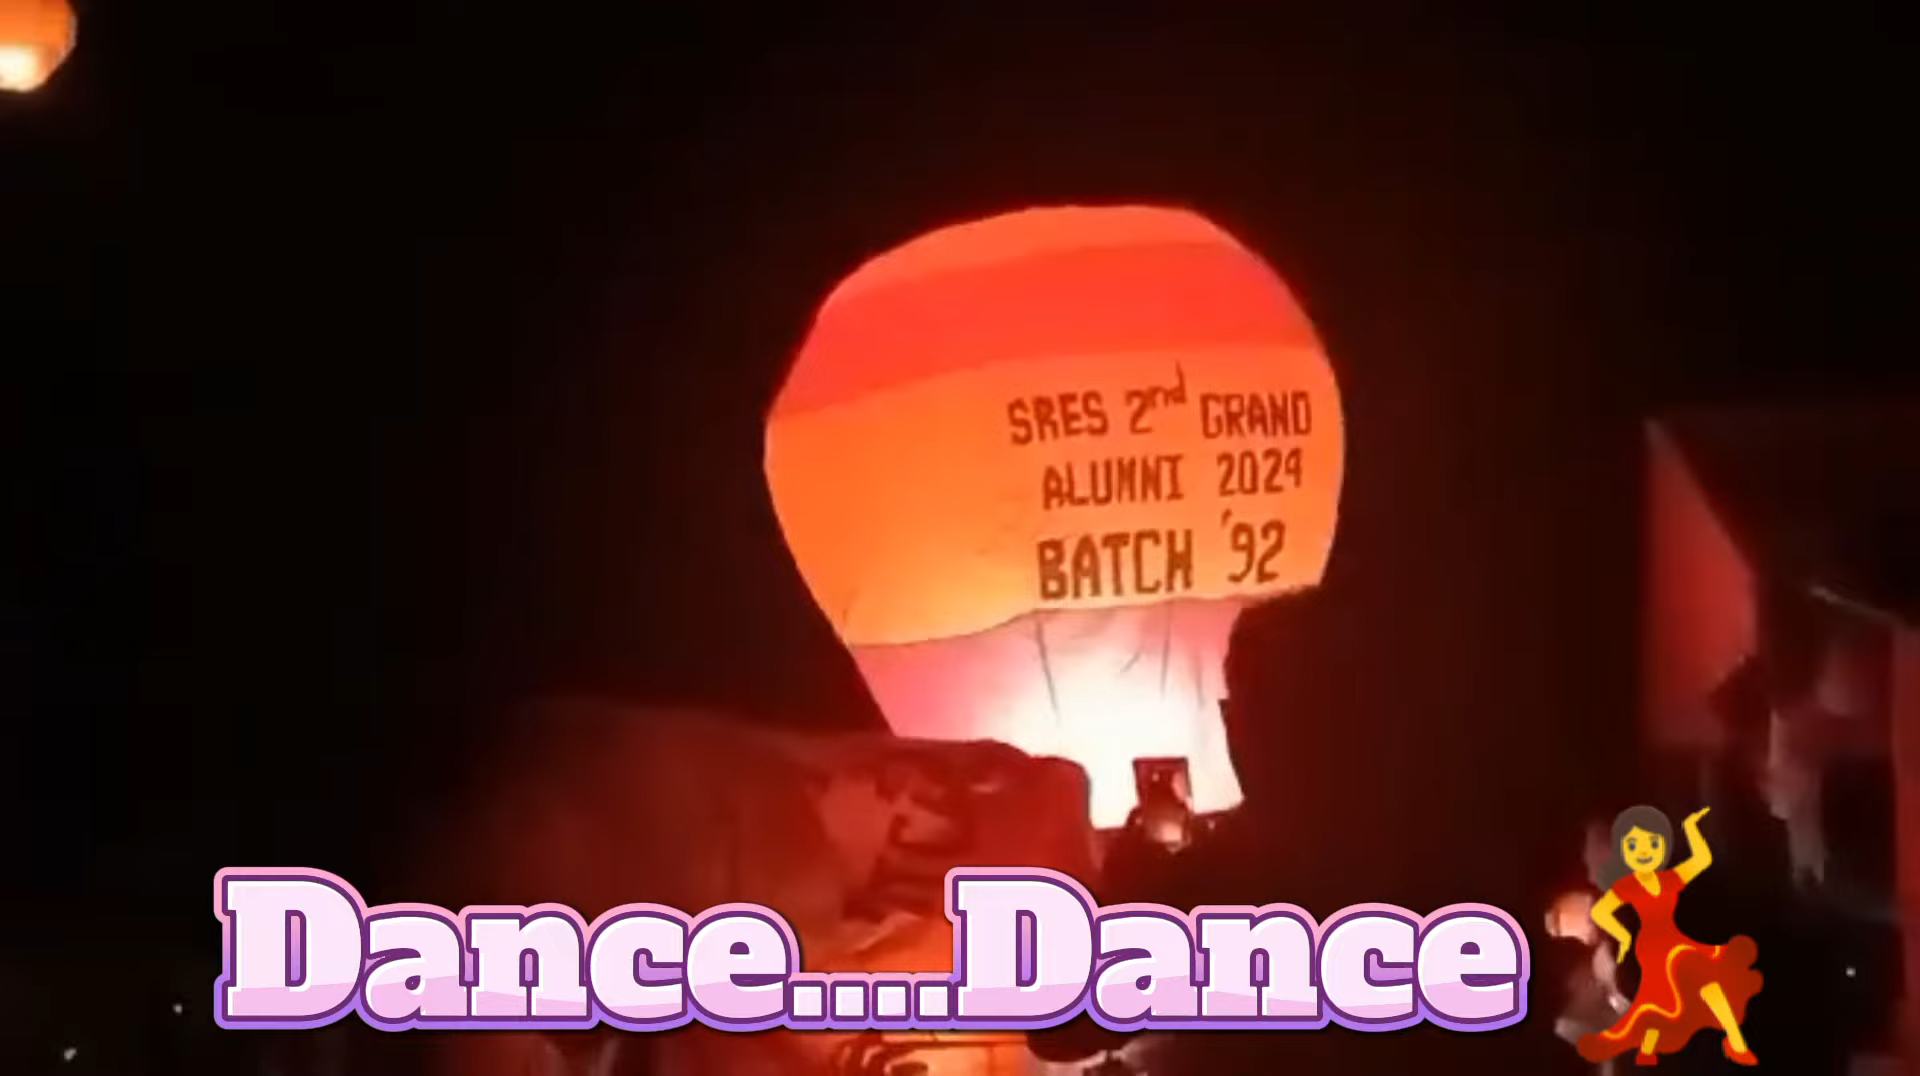 SRES 2nd GRAND
ALUMNI 2024
BATCH '92
Dance....Dance